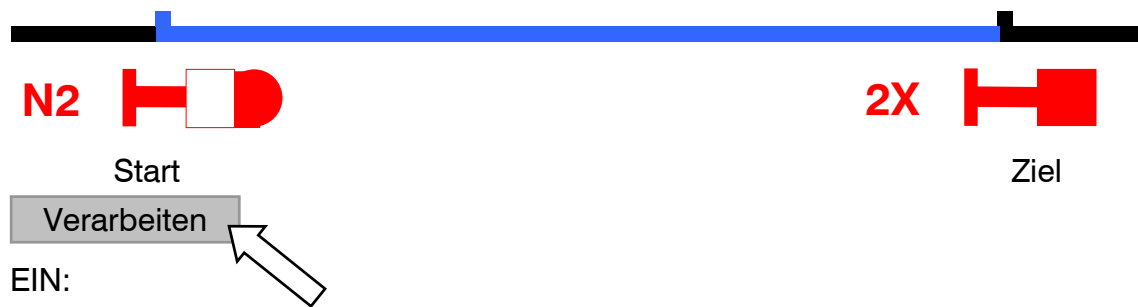 N2 2X
Start Ziel
Verarbeiten
EIN: